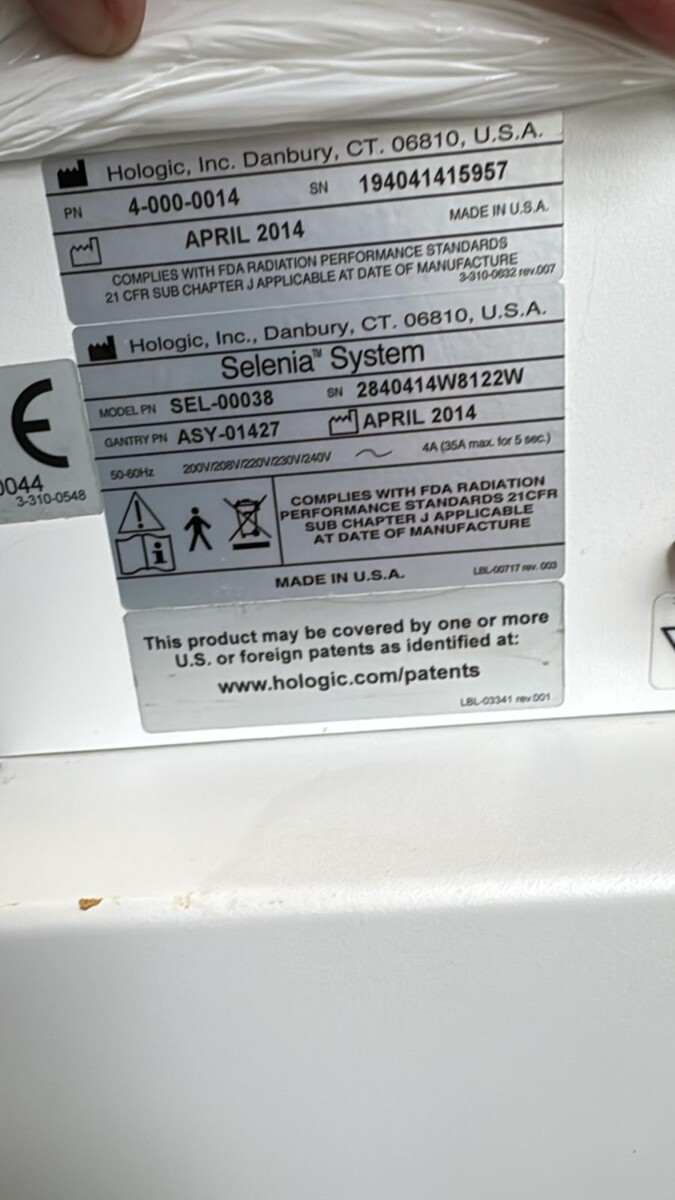 Hologic, Inc. Danbury, CT. 06810, U.S.A.
PN 4-000-0014 SN 194041415957
APRIL 2014 MADE IN U.S.A.
COMPLIES WITH FDA RADIATION PERFORMANCE STANDARDS
21 CFR SUB CHAPTER J APPLICABLE AT DATE OF MANUFACTURE
3-310-0632 rev.007
Hologic, Inc., Danbury, CT. 06810, U.S.A.
Selenia™ System
MODEL PN SEL-00038 SN 2840414W8122W
GANTRY PN ASY-01427 APRIL 2014
50-60Hz 200V/208V/220V/230V/240V 4A (35A max. for 5 sec.)
COMPLIES WITH FDA RADIATION
PERFORMANCE STANDARDS 21CFR
SUB CHAPTER J APPLICABLE
AT DATE OF MANUFACTURE
MADE IN U.S.A. LBL-00717 rev. 003
CE
0044
3-310-0548
This product may be covered by one or more
U.S. or foreign patents as identified at:
www.hologic.com/patents
LBL-03341 rev.001